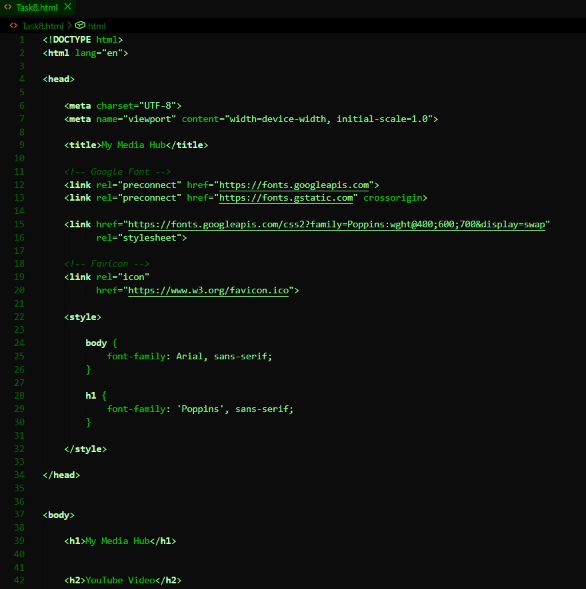 Task8.html
Task8.html > html
1 <!DOCTYPE html>
2 <html lang="en">
3
4 <head>
5
6 <meta charset="UTF-8">
7 <meta name="viewport" content="width=device-width, initial-scale=1.0">
8
9 <title>My Media Hub</title>
10
11 <!-- Google Font -->
12 <link rel="preconnect" href="https://fonts.googleapis.com">
13 <link rel="preconnect" href="https://fonts.gstatic.com" crossorigin>
14
15 <link href="https://fonts.googleapis.com/css2?family=Poppins:wght@400;600;700&display=swap"
16 rel="stylesheet">
17
18 <!-- Favicon -->
19 <link rel="icon"
20 href="https://www.w3.org/favicon.ico">
21
22 <style>
23
24 body {
25 font-family: Arial, sans-serif;
26 }
27
28 h1 {
29 font-family: 'Poppins', sans-serif;
30 }
31
32 </style>
33
34 </head>
35
36
37 <body>
38
39 <h1>My Media Hub</h1>
40
41
42 <h2>YouTube Video</h2>